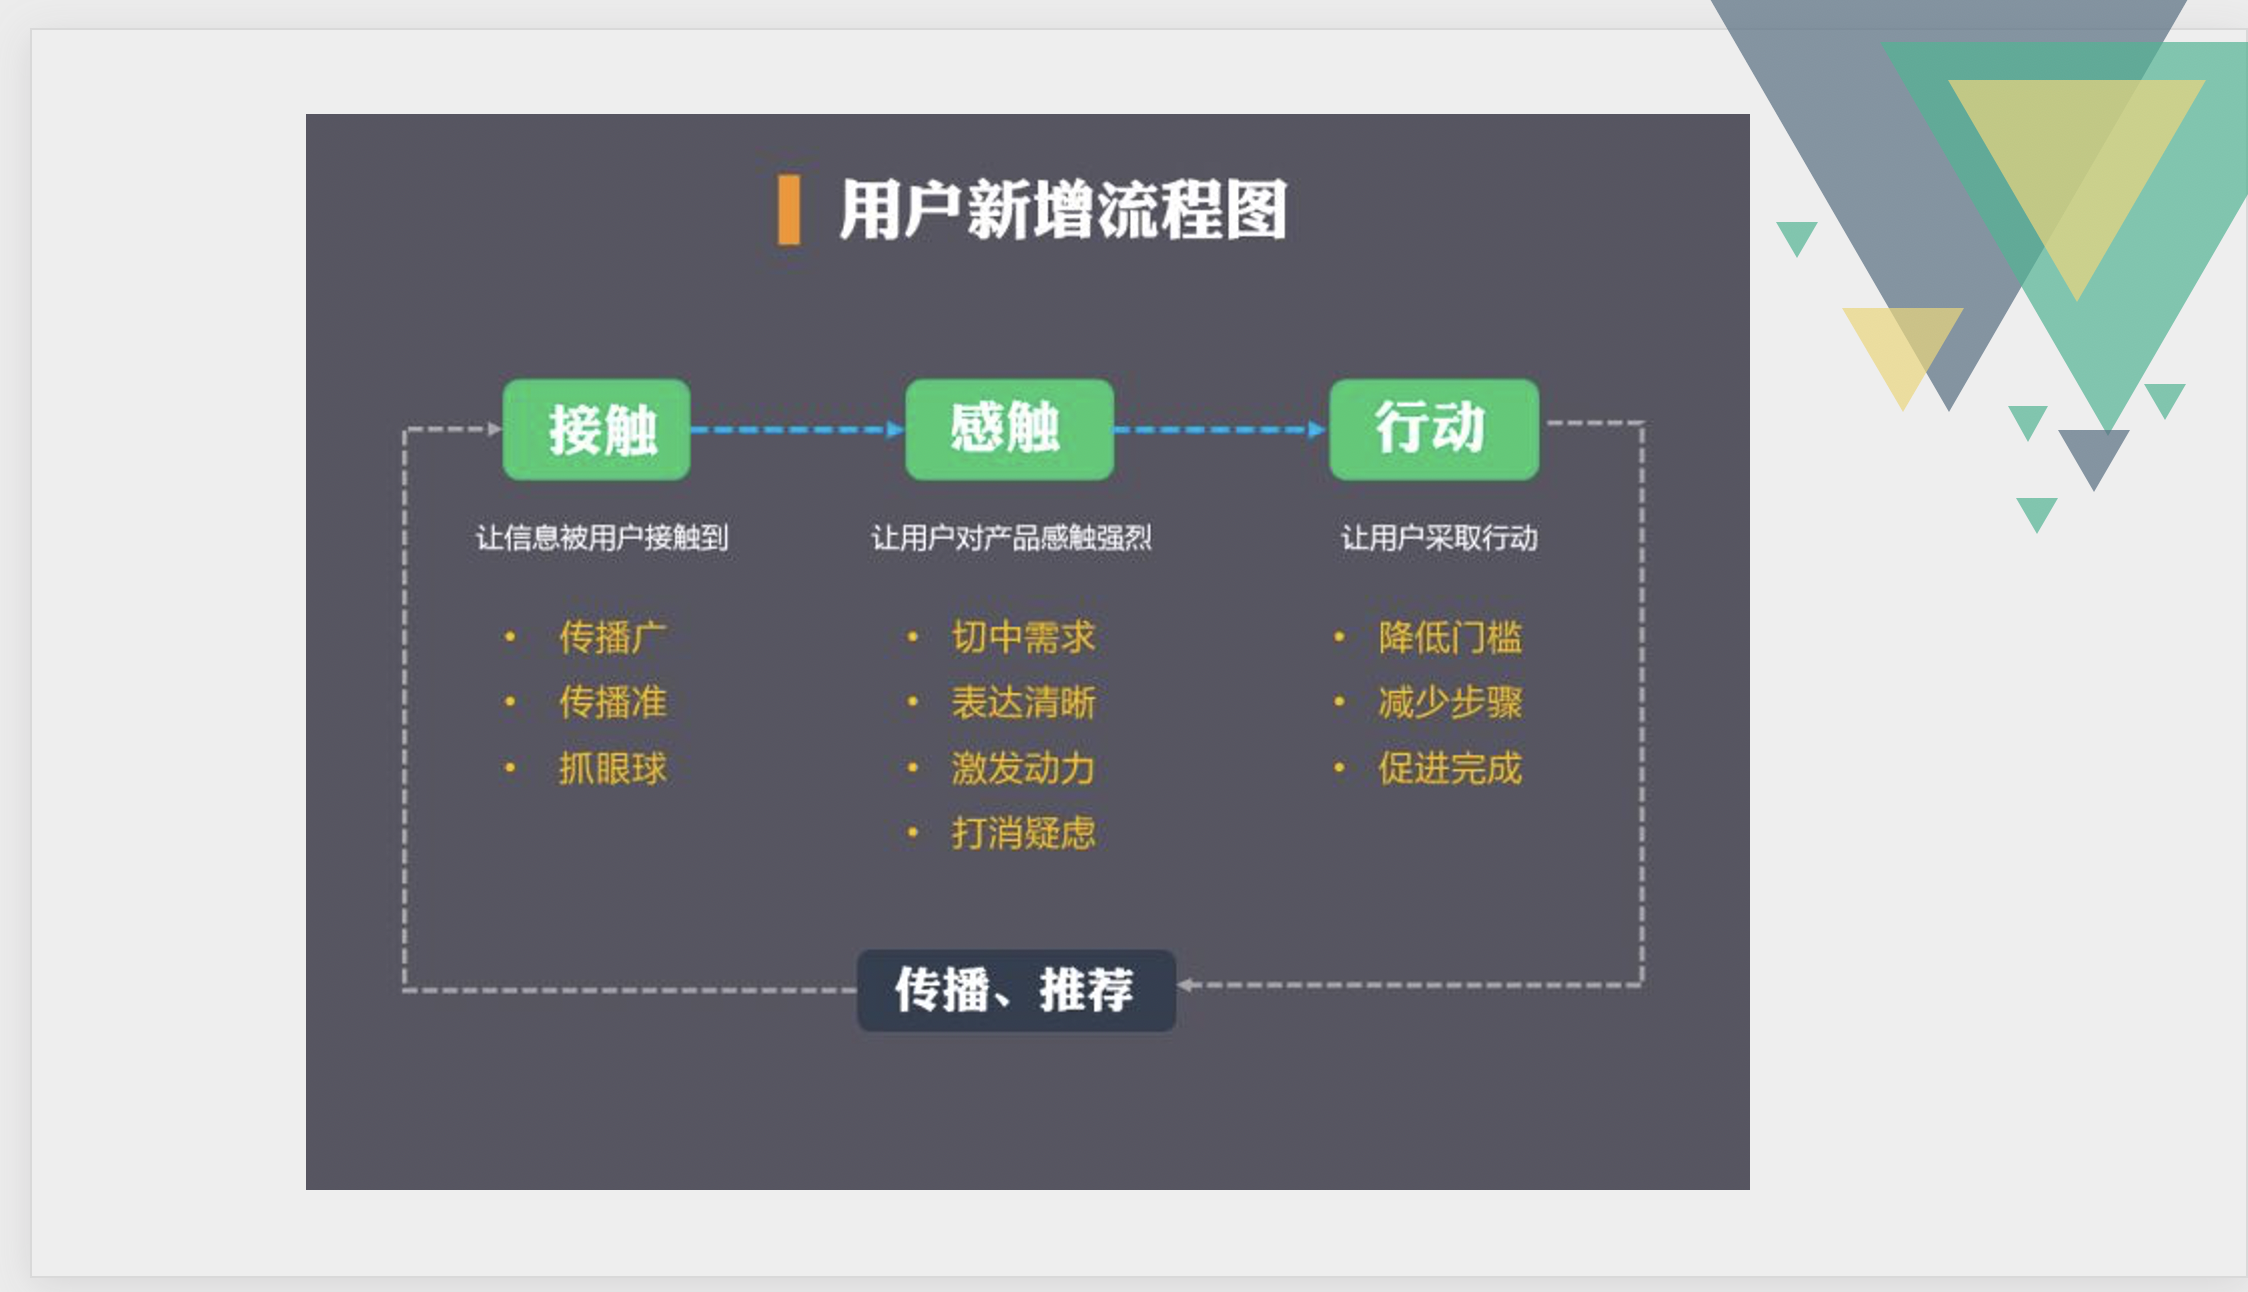 用户新增流程图
接触
感触
行动
让信息被用户接触到
让用户对产品感触强烈
让用户采取行动
• 传播广
• 传播准
• 抓眼球
• 切中需求
• 表达清晰
• 激发动力
• 打消疑虑
• 降低门槛
• 减少步骤
• 促进完成
传播、推荐